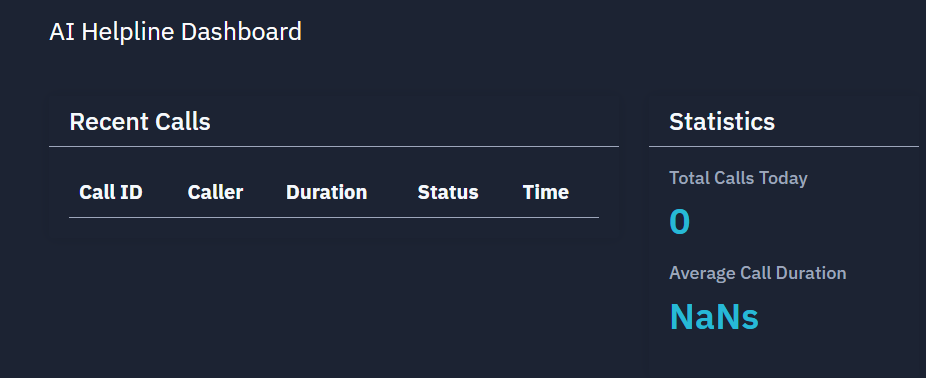 AI Helpline Dashboard
Recent Calls
Call ID Caller Duration Status Time
Statistics
Total Calls Today
0
Average Call Duration
NaNs